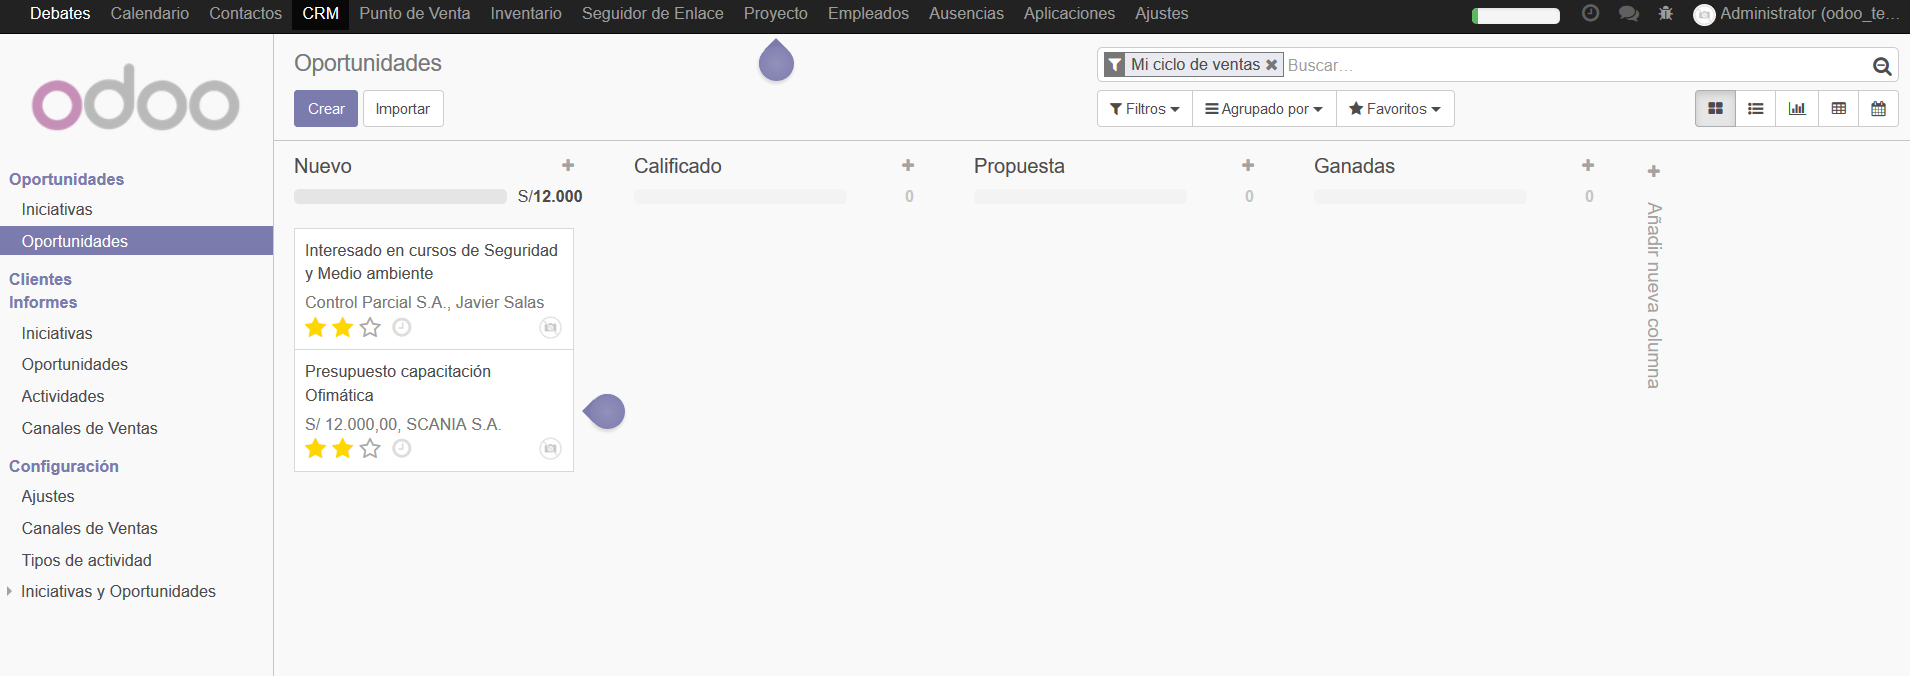 Debates Calendario Contactos CRM Punto de Venta Inventario Seguidor de Enlace Proyecto Empleados Ausencias Aplicaciones Ajustes Administrator (odoo_te...
odoo
Oportunidades
Iniciativas
Oportunidades
Clientes
Informes
Iniciativas
Oportunidades
Actividades
Canales de Ventas
Configuración
Ajustes
Canales de Ventas
Tipos de actividad
Iniciativas y Oportunidades
Oportunidades
Mi ciclo de ventas Buscar...
Crear Importar
Filtros Agrupado por Favoritos
Nuevo + Calificado + Propuesta + Ganadas + +
S/12.000 0 0 0
Interesado en cursos de Seguridad
y Medio ambiente
Control Parcial S.A., Javier Salas
Presupuesto capacitación
Ofimática
S/ 12.000,00, SCANIA S.A.
Añadir nueva columna